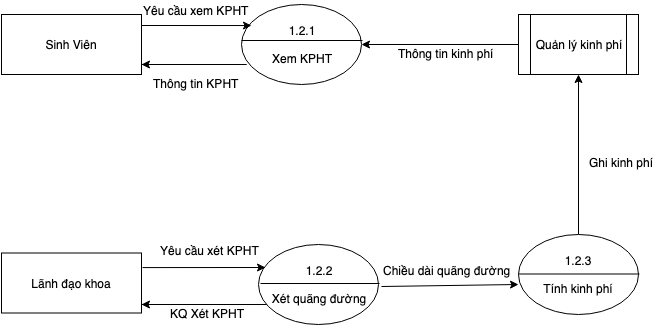 Yêu cầu xem KPHT
Sinh Viên
1.2.1
Xem KPHT
Thông tin kinh phí
Quản lý kinh phí
Thông tin KPHT
Ghi kinh phí
Yêu cầu xét KPHT
Lãnh đạo khoa
1.2.2
Xét quãng đường
Chiều dài quãng đường
1.2.3
Tính kinh phí
KQ Xét KPHT